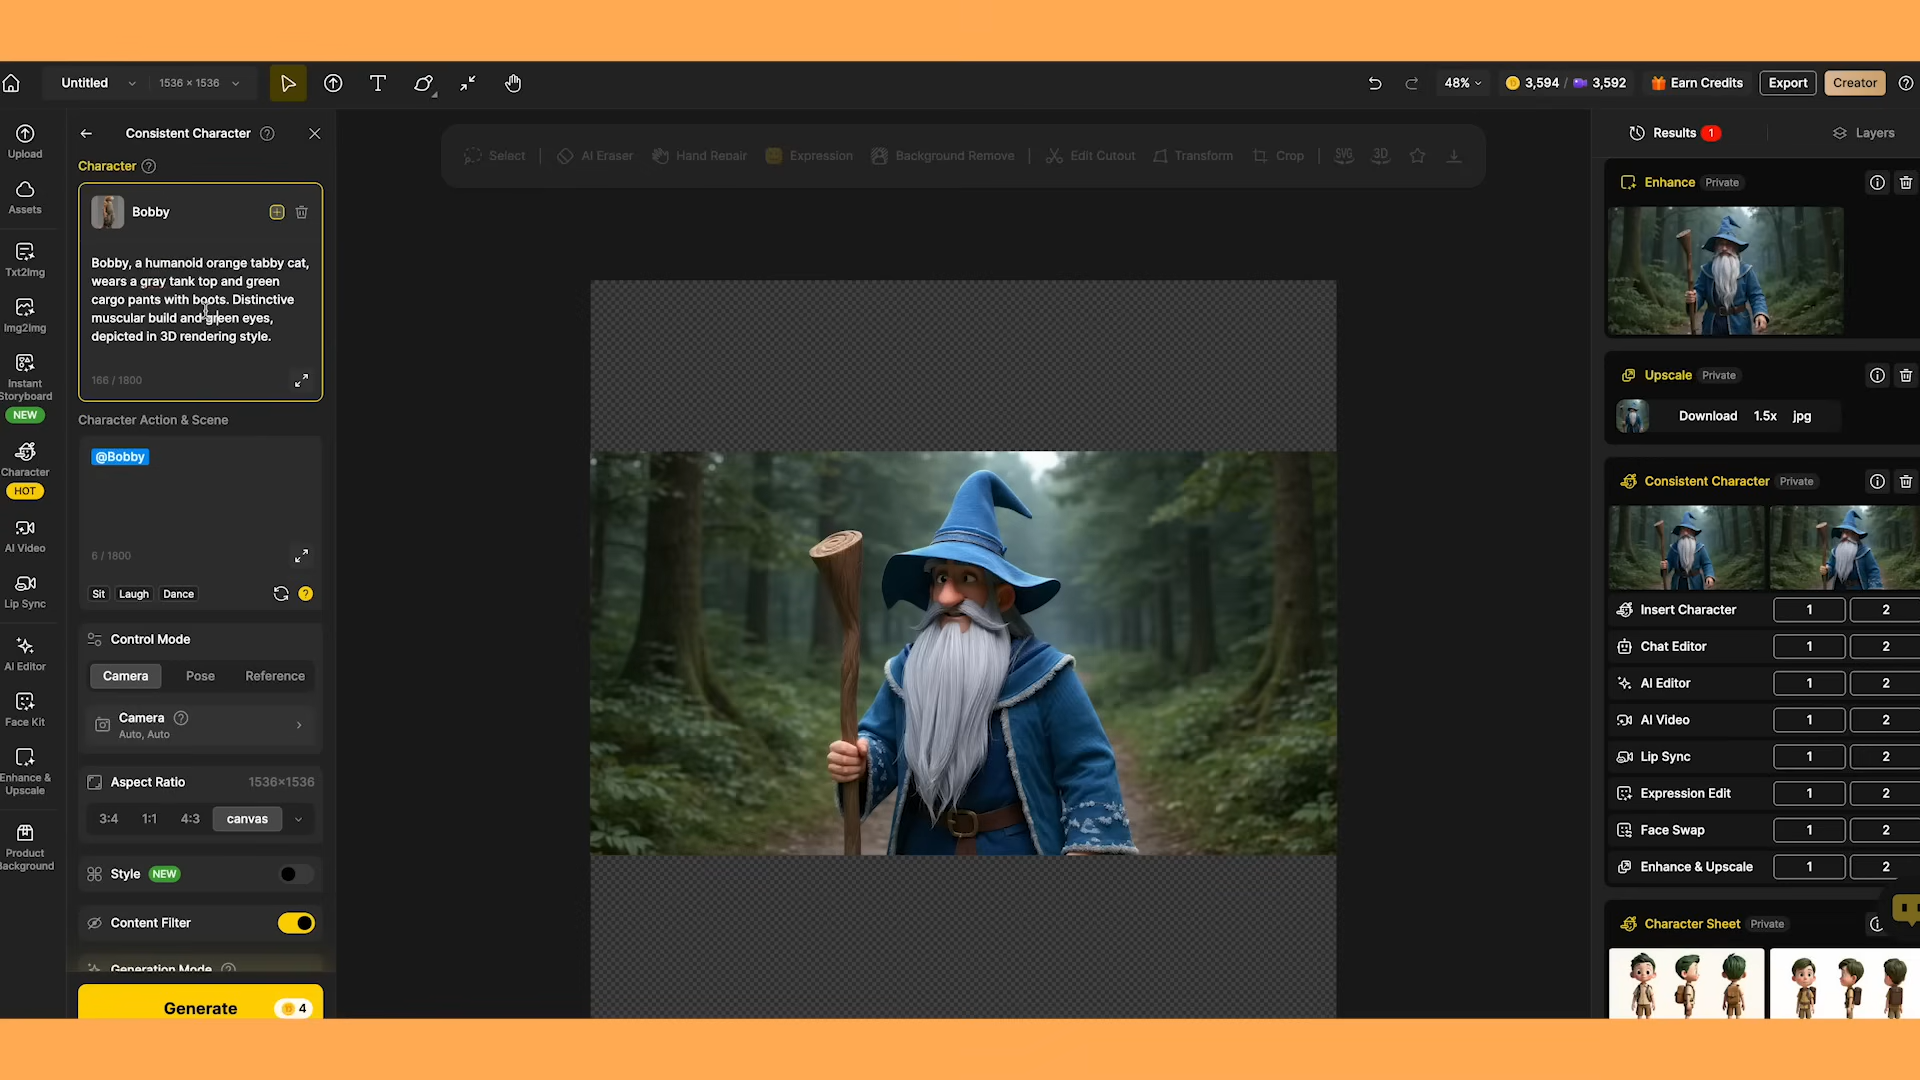 Untitled
1536 × 1536
48%
3,594 / 3,592
Earn Credits
Export
Creator
Upload
Assets
Txt2Img
Img2Img
Instant
Storyboard
NEW
Character
HOT
AI Video
Lip Sync
AI Editor
Face Kit
Enhance &
Upscale
Product
Background
Consistent Character
Character
Bobby
Bobby, a humanoid orange tabby cat,
wears a gray tank top and green
cargo pants with boots. Distinctive
muscular build and green eyes,
depicted in 3D rendering style.
166 / 1800
Character Action & Scene
@Bobby
6 / 1800
Sit
Laugh
Dance
Control Mode
Camera
Pose
Reference
Camera
Auto, Auto
Aspect Ratio
1536×1536
3:4
1:1
4:3
canvas
Style
NEW
Content Filter
Generation Mode
Generate
4
Select
AI Eraser
Hand Repair
Expression
Background Remove
Edit Cutout
Transform
Crop
SVG
3D
Results
1
Layers
Enhance
Private
Upscale
Private
Download 1.5x jpg
Consistent Character
Private
Insert Character 1 2
Chat Editor 1 2
AI Editor 1 2
AI Video 1 2
Lip Sync 1 2
Expression Edit 1 2
Face Swap 1 2
Enhance & Upscale 1 2
Character Sheet
Private